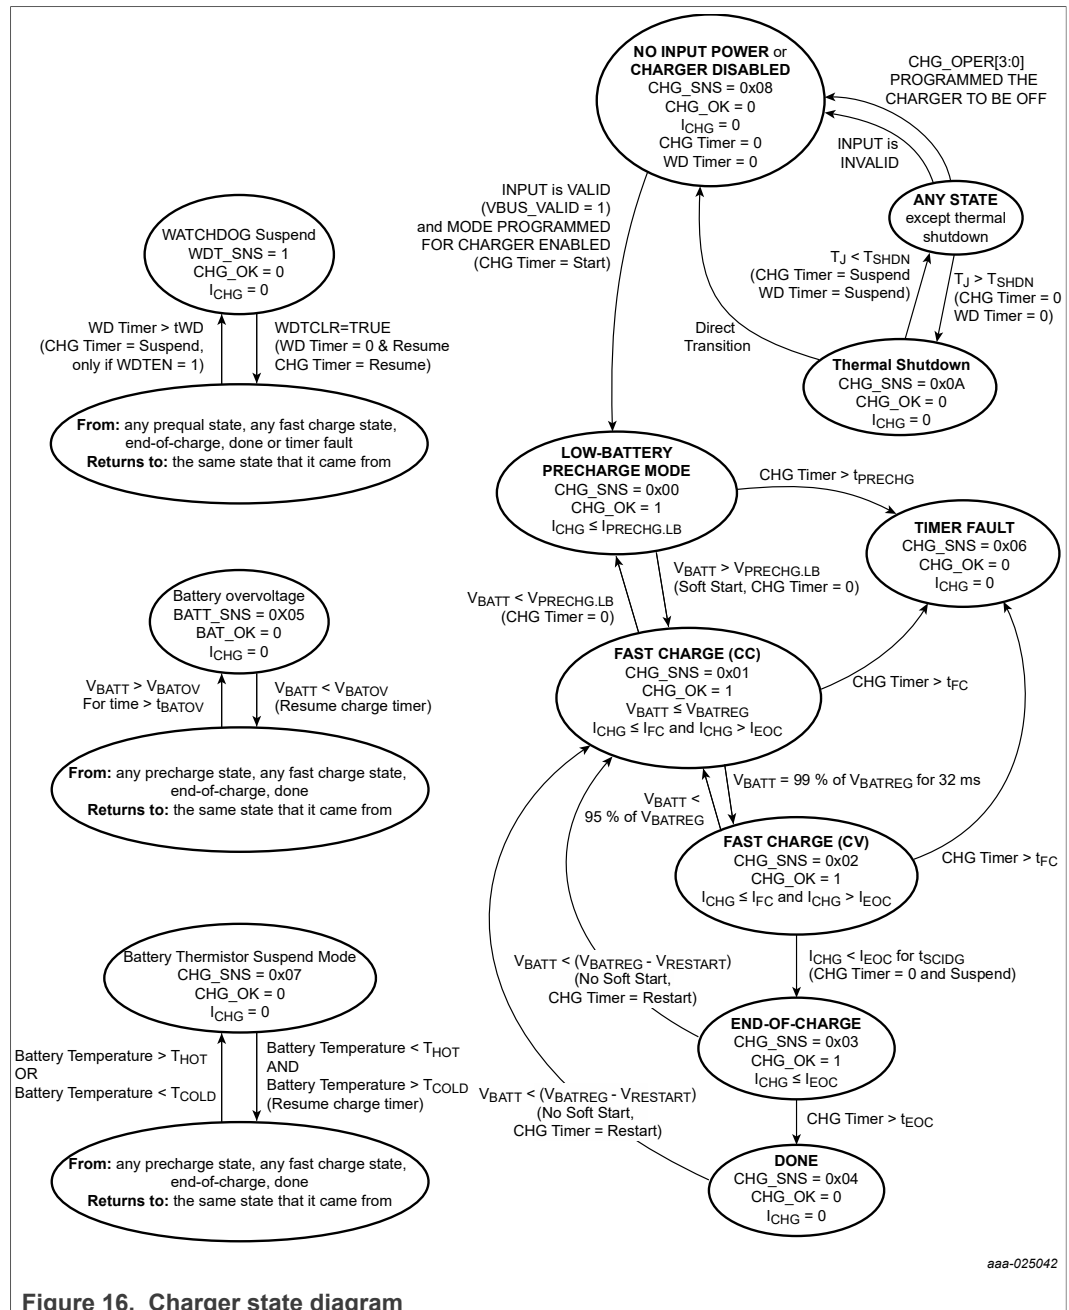 NO INPUT POWER or
CHARGER DISABLED
CHG_SNS = 0x08
CHG_OK = 0
ICHG = 0
CHG Timer = 0
WD Timer = 0
CHG_OPER[3:0]
PROGRAMMED THE
CHARGER TO BE OFF
INPUT is
INVALID
ANY STATE
except thermal
shutdown
INPUT is VALID
(VBUS_VALID = 1)
and MODE PROGRAMMED
FOR CHARGER ENABLED
(CHG Timer = Start)
TJ < TSHDN
(CHG Timer = Suspend
WD Timer = Suspend)
TJ > TSHDN
(CHG Timer = 0
WD Timer = 0)
Direct
Transition
Thermal Shutdown
CHG_SNS = 0x0A
CHG_OK = 0
ICHG = 0
WATCHDOG Suspend
WDT_SNS = 1
CHG_OK = 0
ICHG = 0
WD Timer > tWD
(CHG Timer = Suspend,
only if WDTEN = 1)
WDTCLR=TRUE
(WD Timer = 0 & Resume
CHG Timer = Resume)
From: any prequal state, any fast charge state,
end-of-charge, done or timer fault
Returns to: the same state that it came from
LOW-BATTERY
PRECHARGE MODE
CHG_SNS = 0x00
CHG_OK = 1
ICHG ≤ IPRECHG.LB
CHG Timer > tPRECHG
TIMER FAULT
CHG_SNS = 0x06
CHG_OK = 0
ICHG = 0
VBATT > VPRECHG.LB
(Soft Start, CHG Timer = 0)
VBATT < VPRECHG.LB
(CHG Timer = 0)
Battery overvoltage
BATT_SNS = 0X05
BAT_OK = 0
ICHG = 0
VBATT > VBATOV
For time > tBATOV
VBATT < VBATOV
(Resume charge timer)
From: any precharge state, any fast charge state,
end-of-charge, done
Returns to: the same state that it came from
FAST CHARGE (CC)
CHG_SNS = 0x01
CHG_OK = 1
VBATT ≤ VBATREG
ICHG ≤ IFC and ICHG > IEOC
CHG Timer > tFC
VBATT = 99 % of VBATREG for 32 ms
VBATT <
95 % of VBATREG
FAST CHARGE (CV)
CHG_SNS = 0x02
CHG_OK = 1
ICHG ≤ IFC and ICHG > IEOC
CHG Timer > tFC
ICHG < IEOC for tSCIDG
(CHG Timer = 0 and Suspend)
VBATT < (VBATREG - VRESTART)
(No Soft Start,
CHG Timer = Restart)
END-OF-CHARGE
CHG_SNS = 0x03
CHG_OK = 1
ICHG ≤ IEOC
Battery Thermistor Suspend Mode
CHG_SNS = 0x07
CHG_OK = 0
ICHG = 0
Battery Temperature > THOT
OR
Battery Temperature < TCOLD
Battery Temperature < THOT
AND
Battery Temperature > TCOLD
(Resume charge timer)
From: any precharge state, any fast charge state,
end-of-charge, done
Returns to: the same state that it came from
VBATT < (VBATREG - VRESTART)
(No Soft Start,
CHG Timer = Restart)
CHG Timer > tEOC
DONE
CHG_SNS = 0x04
CHG_OK = 0
ICHG = 0
aaa-025042
Figure 16. Charger state diagram